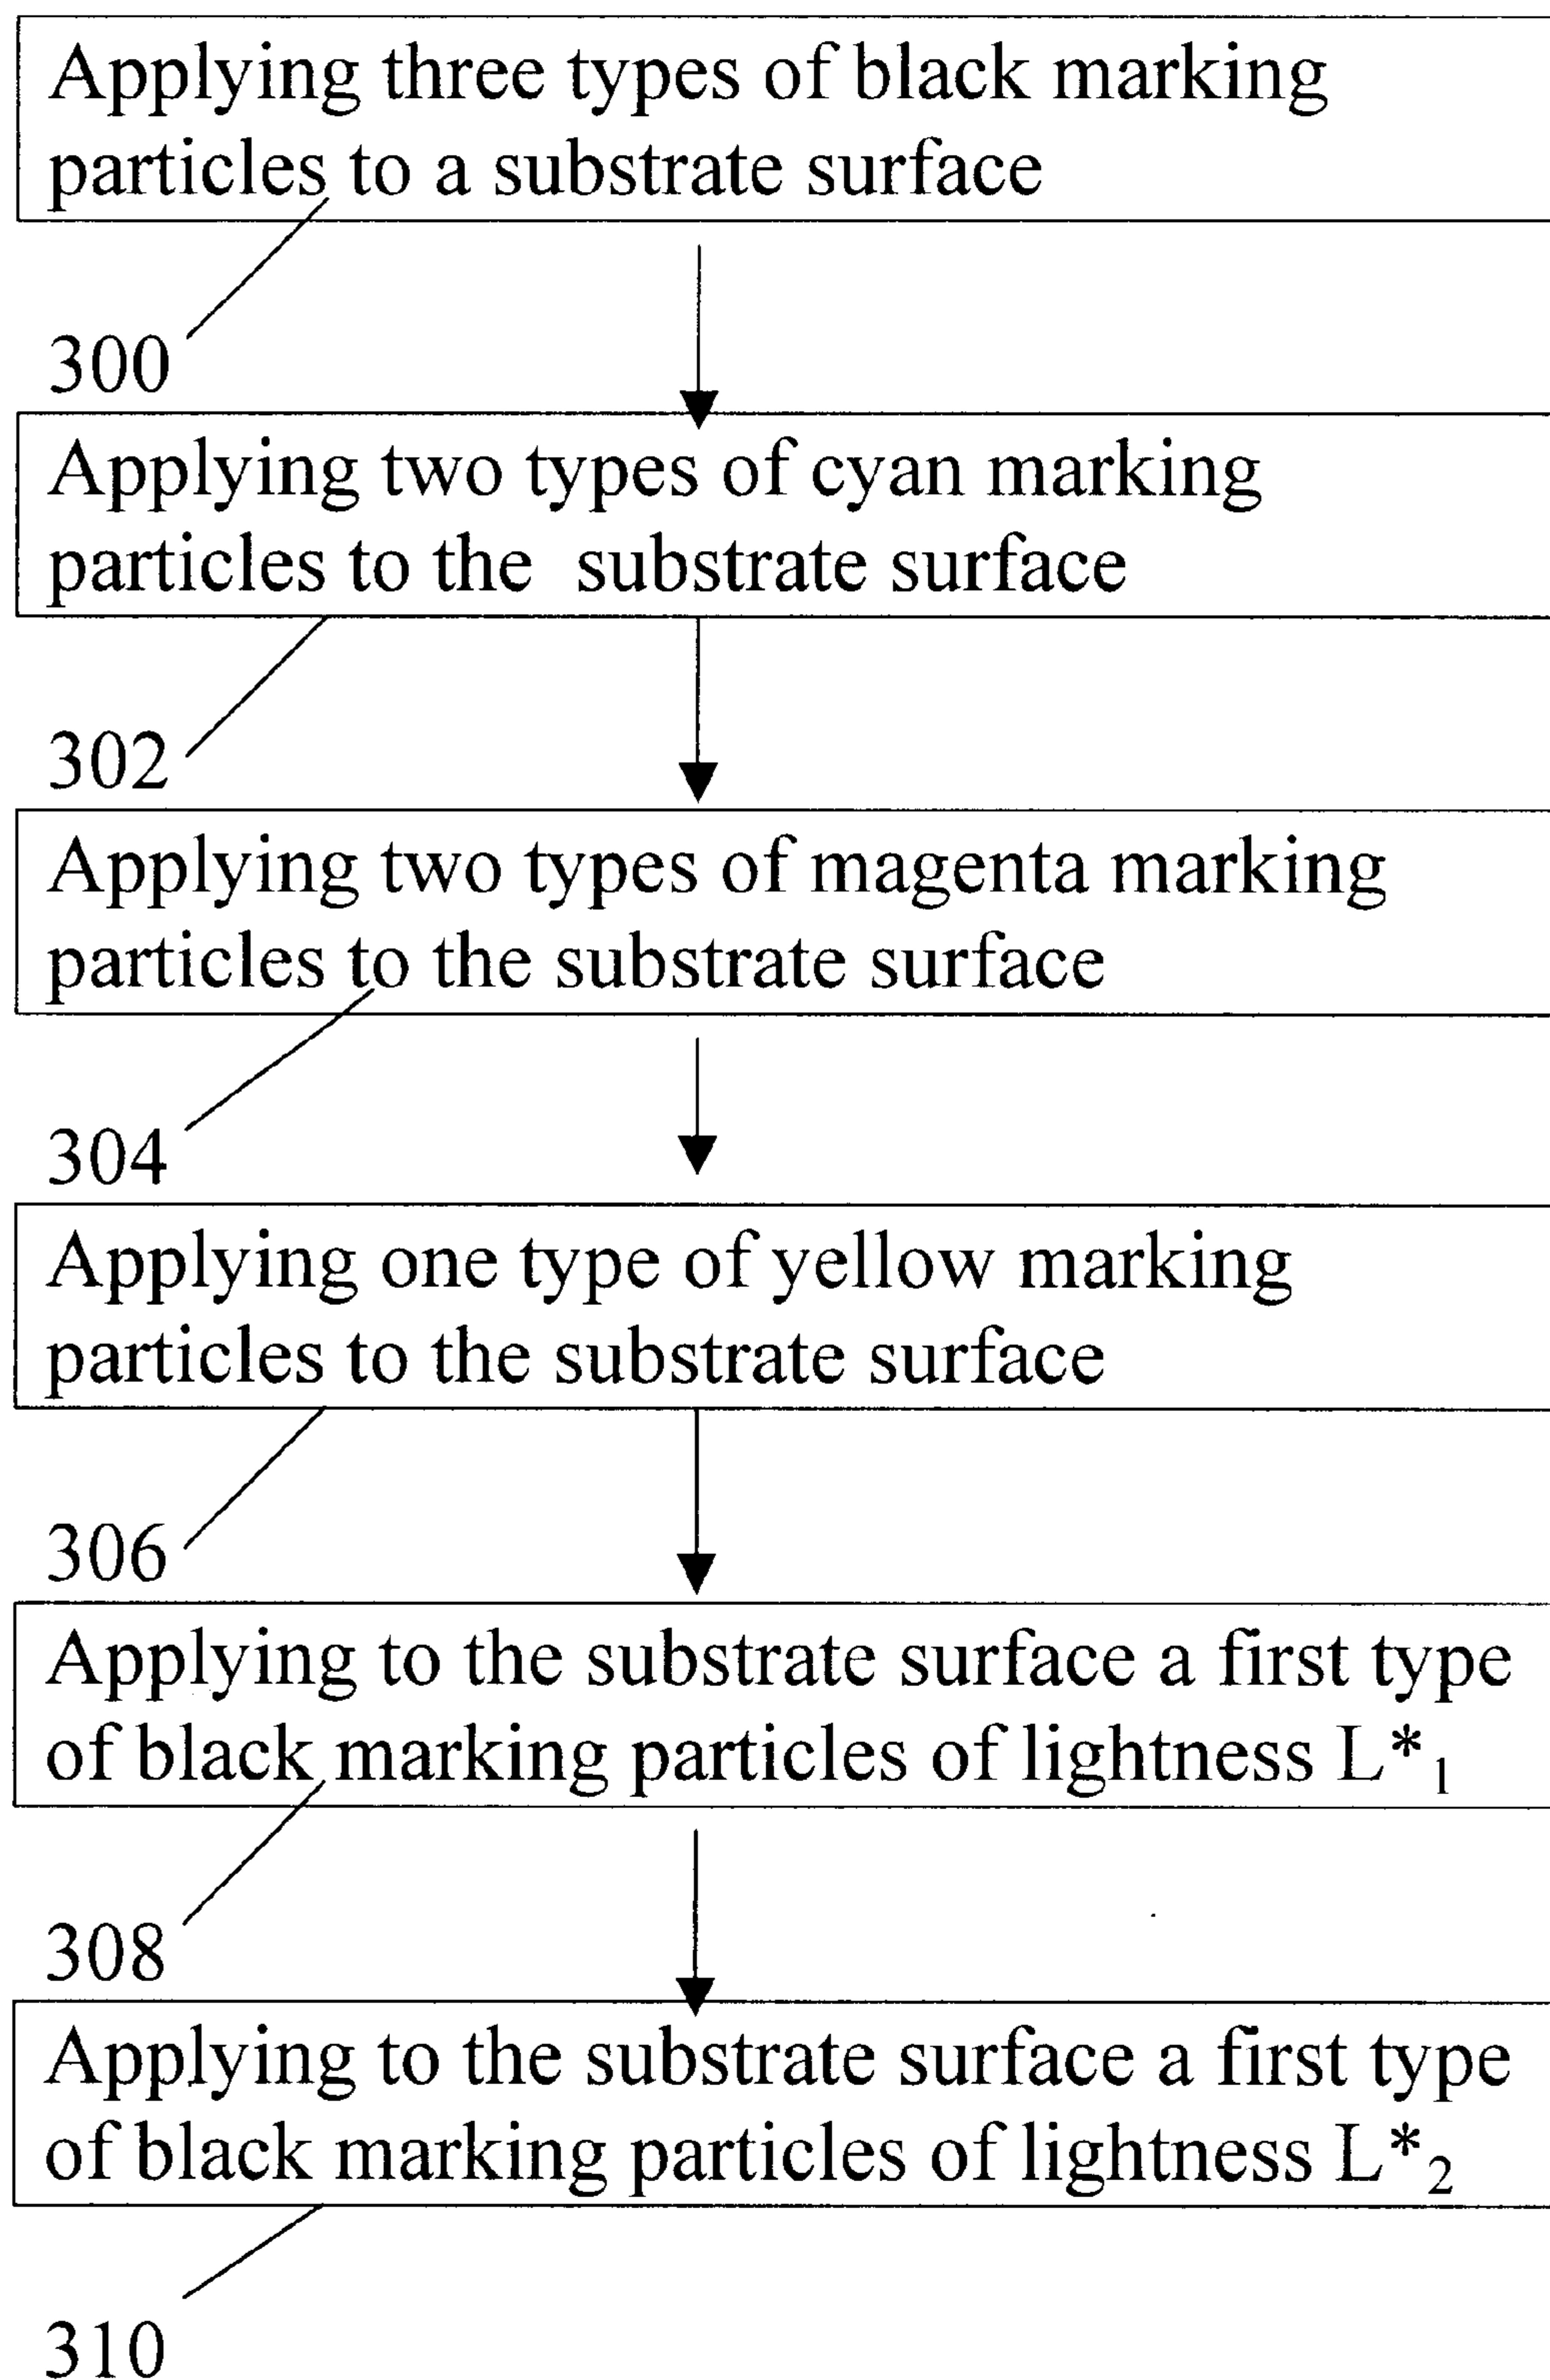 Applying three types of black marking
particles to a substrate surface
300
Applying two types of cyan marking
particles to the substrate surface
302
Applying two types of magenta marking
particles to the substrate surface
304
Applying one type of yellow marking
particles to the substrate surface
306
Applying to the substrate surface a first type
of black marking particles of lightness L*₁
308
Applying to the substrate surface a first type
of black marking particles of lightness L*₂
310